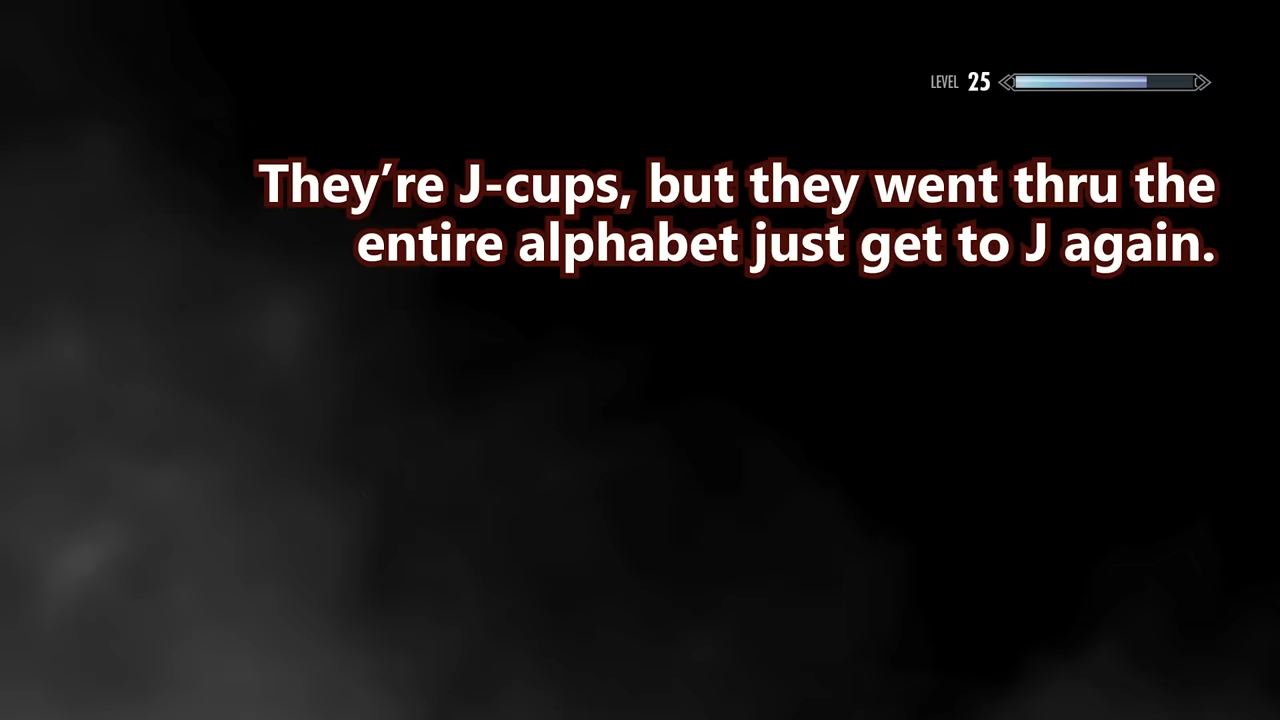 LEVEL 25
They’re J-cups, but they went thru the
entire alphabet just get to J again.